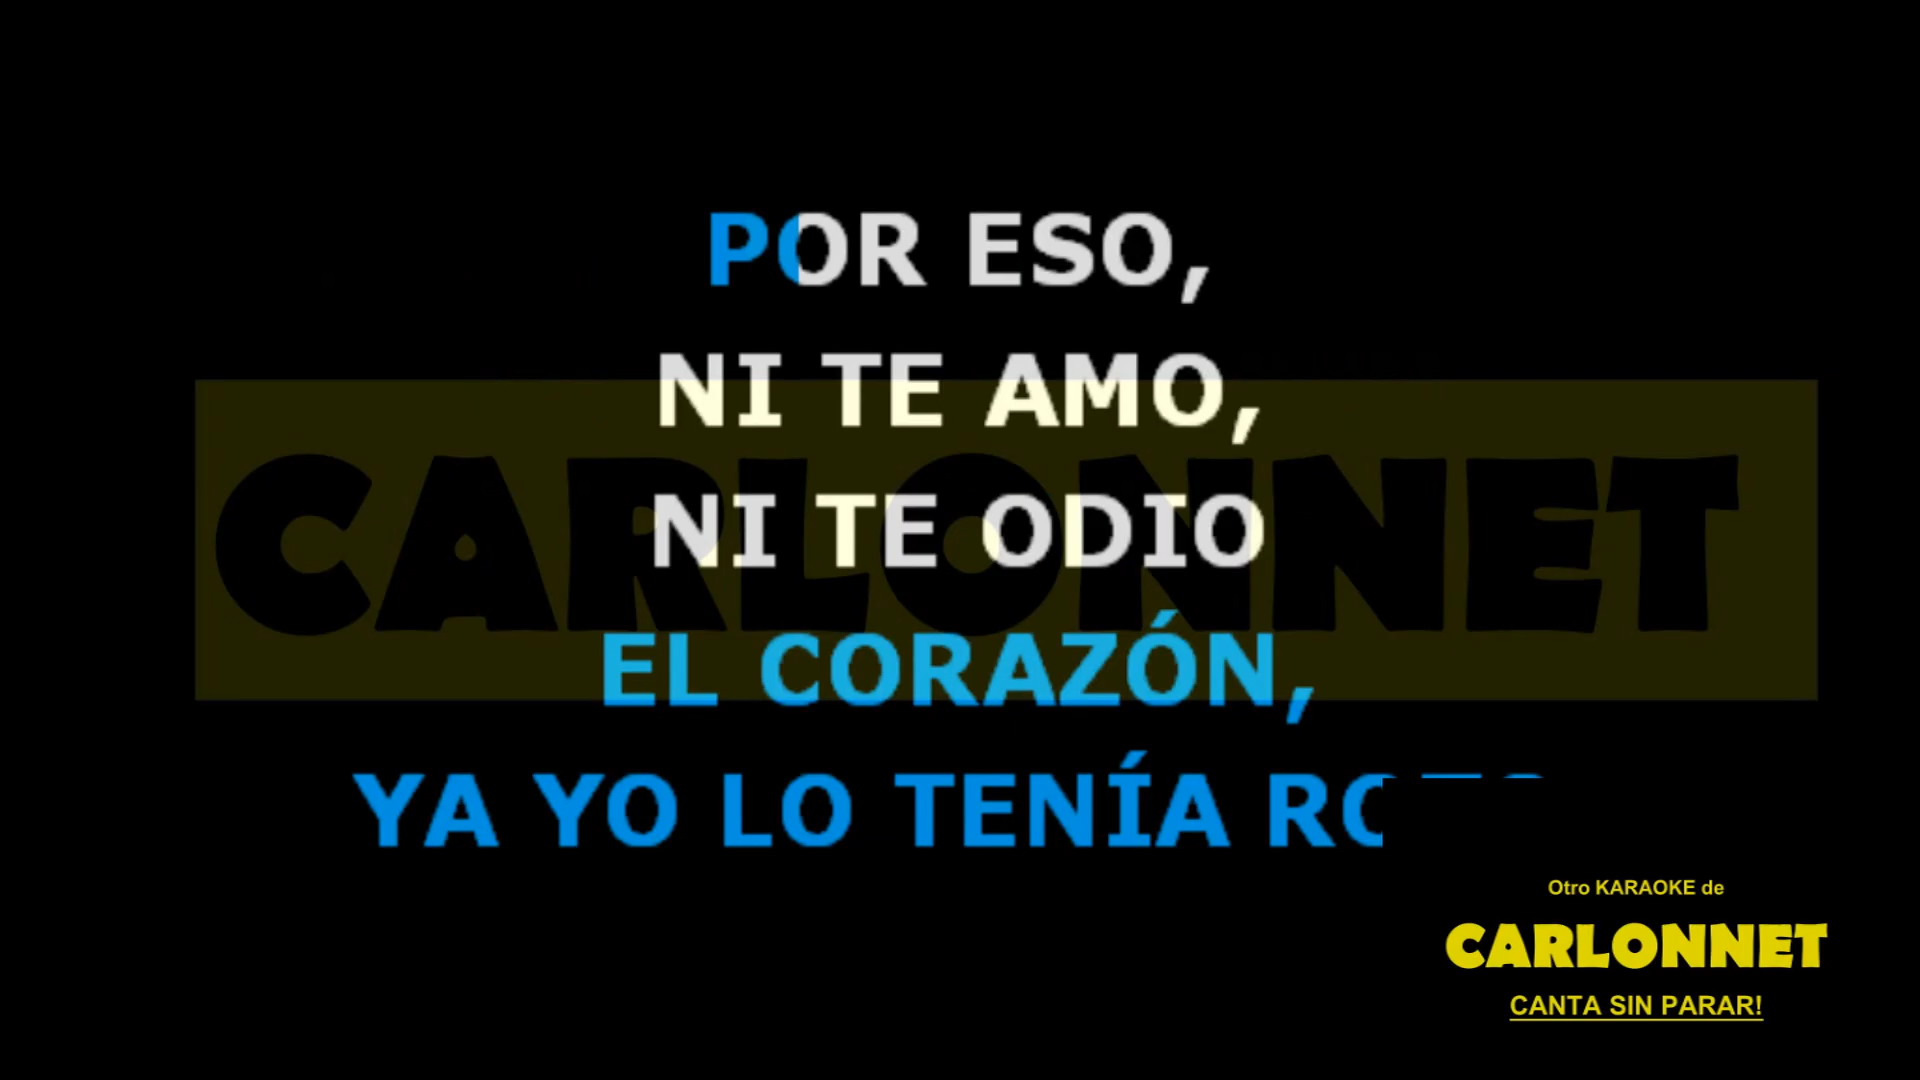 POR ESO,
NI TE AMO,
NI TE ODIO
EL CORAZÓN,
YA YO LO TENÍA
CARLONNET
Otro KARAOKE de
CARLONNET
CANTA SIN PARAR!